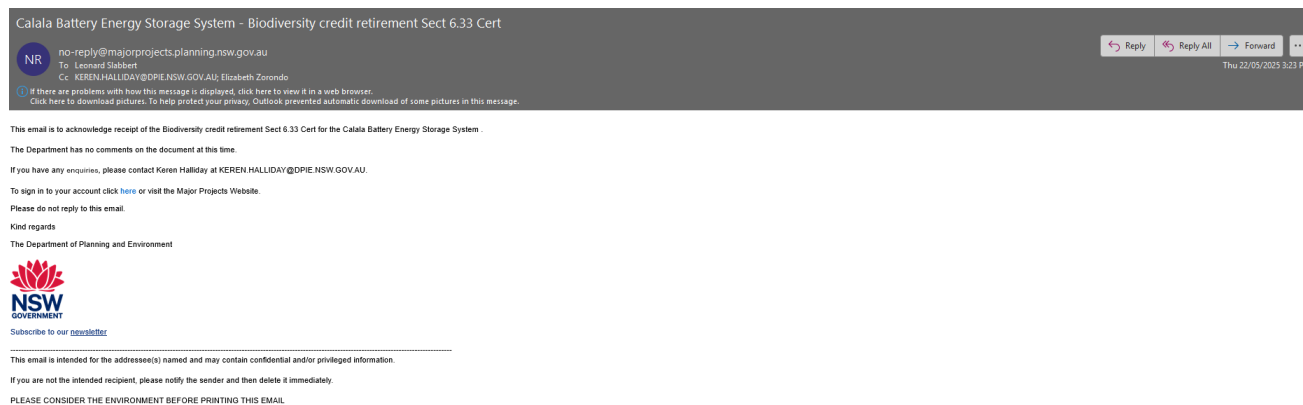 Calala Battery Energy Storage System - Biodiversity credit retirement Sect 6.33 Cert
NR
no-reply@majorprojects.planning.nsw.gov.au
To Leonard Slabbert
Cc KEREN.HALLIDAY@DPIE.NSW.GOV.AU; Elizabeth Zorondo
Reply Reply All Forward
Thu 22/05/2025 3:23 P
If there are problems with how this message is displayed, click here to view it in a web browser.
Click here to download pictures. To help protect your privacy, Outlook prevented automatic download of some pictures in this message.
This email is to acknowledge receipt of the Biodiversity credit retirement Sect 6.33 Cert for the Calala Battery Energy Storage System .
The Department has no comments on the document at this time.
If you have any enquiries, please contact Keren Halliday at KEREN.HALLIDAY@DPIE.NSW.GOV.AU.
To sign in to your account click here or visit the Major Projects Website.
Please do not reply to this email.
Kind regards
The Department of Planning and Environment
NSW
GOVERNMENT
Subscribe to our newsletter
This email is intended for the addressee(s) named and may contain confidential and/or privileged information.
If you are not the intended recipient, please notify the sender and then delete it immediately.
PLEASE CONSIDER THE ENVIRONMENT BEFORE PRINTING THIS EMAIL